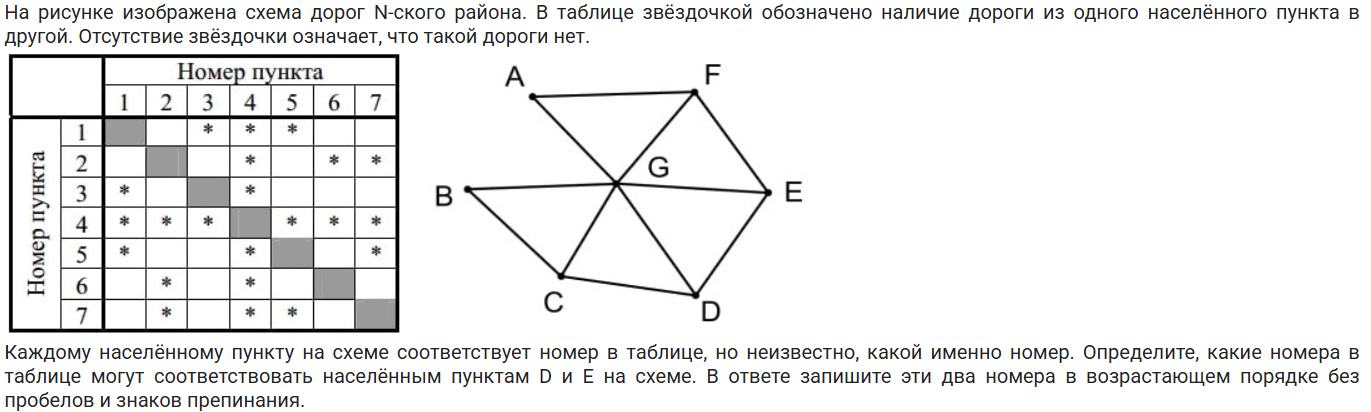 На рисунке изображена схема дорог N-ского района. В таблице звёздочкой обозначено наличие дороги из одного населённого пункта в
другой. Отсутствие звёздочки означает, что такой дороги нет.
Номер пункта
1 2 3 4 5 6 7
Номер пункта
1 * * *
2 * * *
3 * *
4 * * * * * *
5 * * *
6 * *
7 * * *
A F
G
B E
C D
Каждому населённому пункту на схеме соответствует номер в таблице, но неизвестно, какой именно номер. Определите, какие номера в
таблице могут соответствовать населённым пунктам D и E на схеме. В ответе запишите эти два номера в возрастающем порядке без
пробелов и знаков препинания.